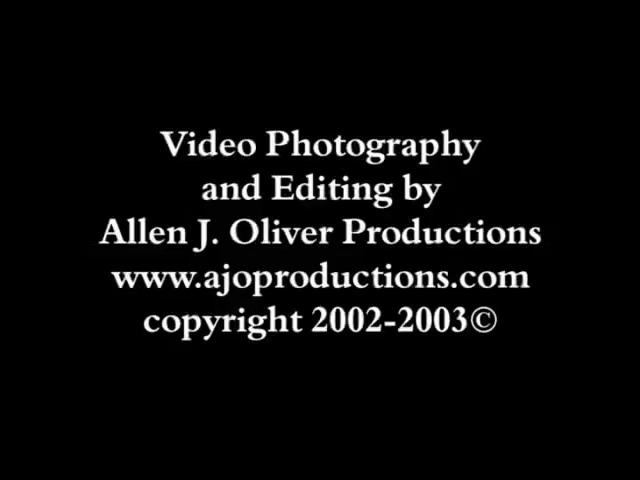 Video Photography
and Editing by
Allen J. Oliver Productions
www.ajoproductions.com
copyright 2002-2003©